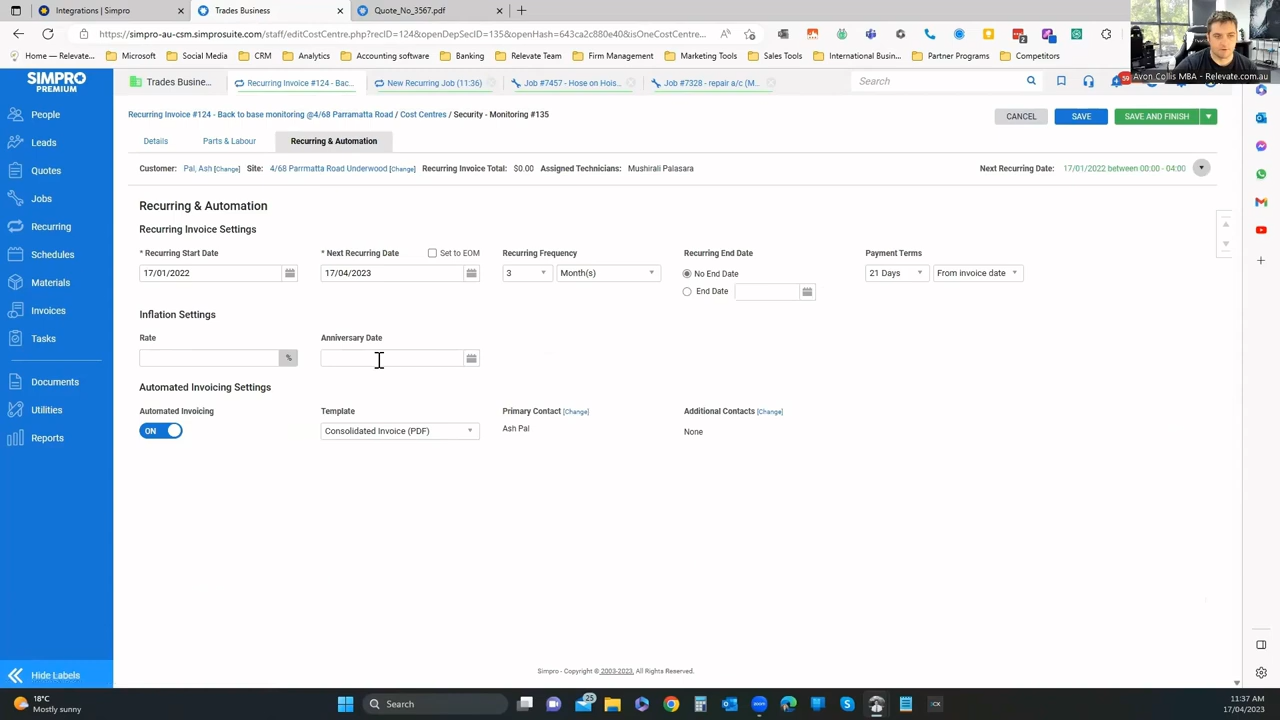 Integrations | Simpro
Trades Business
Quote_No_3567.pdf
https://simpro-au-csm.simprosuite.com/staff/editCostCentre.php?recID=124&openDepSecID=135&openHash=643ca2c880e40&isOneCostCentre...
Home — Relevate...
Microsoft
Social Media
CRM
Analytics
Accounting software
Banking
Relevate Team
Firm Management
Marketing Tools
Sales Tools
International Busin...
Partner Programs
Competitors
Avon Collis MBA - Relevate.com.au
SIMPRO
PREMIUM
Trades Busine...
Recurring Invoice #124 - Bac...
New Recurring Job (11:36)
Job #7457 - Hose on Hois...
Job #7328 - repair a/c (M...
Search
39
Recurring Invoice #124 - Back to base monitoring @4/68 Parramatta Road / Cost Centres / Security - Monitoring #135
CANCEL
SAVE
SAVE AND FINISH
Details
Parts & Labour
Recurring & Automation
Customer: Pal, Ash [Change] Site: 4/68 Parrmatta Road Underwood [Change] Recurring Invoice Total: $0.00 Assigned Technicians: Mushirali Palasara
Next Recurring Date: 17/01/2022 between 00:00 - 04:00
People
Leads
Quotes
Jobs
Recurring
Schedules
Materials
Invoices
Tasks
Documents
Utilities
Reports
Hide Labels
Recurring & Automation
Recurring Invoice Settings
* Recurring Start Date
* Next Recurring Date
Set to EOM
Recurring Frequency
Recurring End Date
Payment Terms
17/01/2022
17/04/2023
3
Month(s)
No End Date
21 Days
From invoice date
End Date
Inflation Settings
Rate
Anniversary Date
%
Automated Invoicing Settings
Automated Invoicing
Template
Primary Contact [Change]
Additional Contacts [Change]
ON
Consolidated Invoice (PDF)
Ash Pal
None
Simpro - Copyright © 2003-2023, All Rights Reserved.
18°C
Mostly sunny
Search
25
11:37 AM
17/04/2023